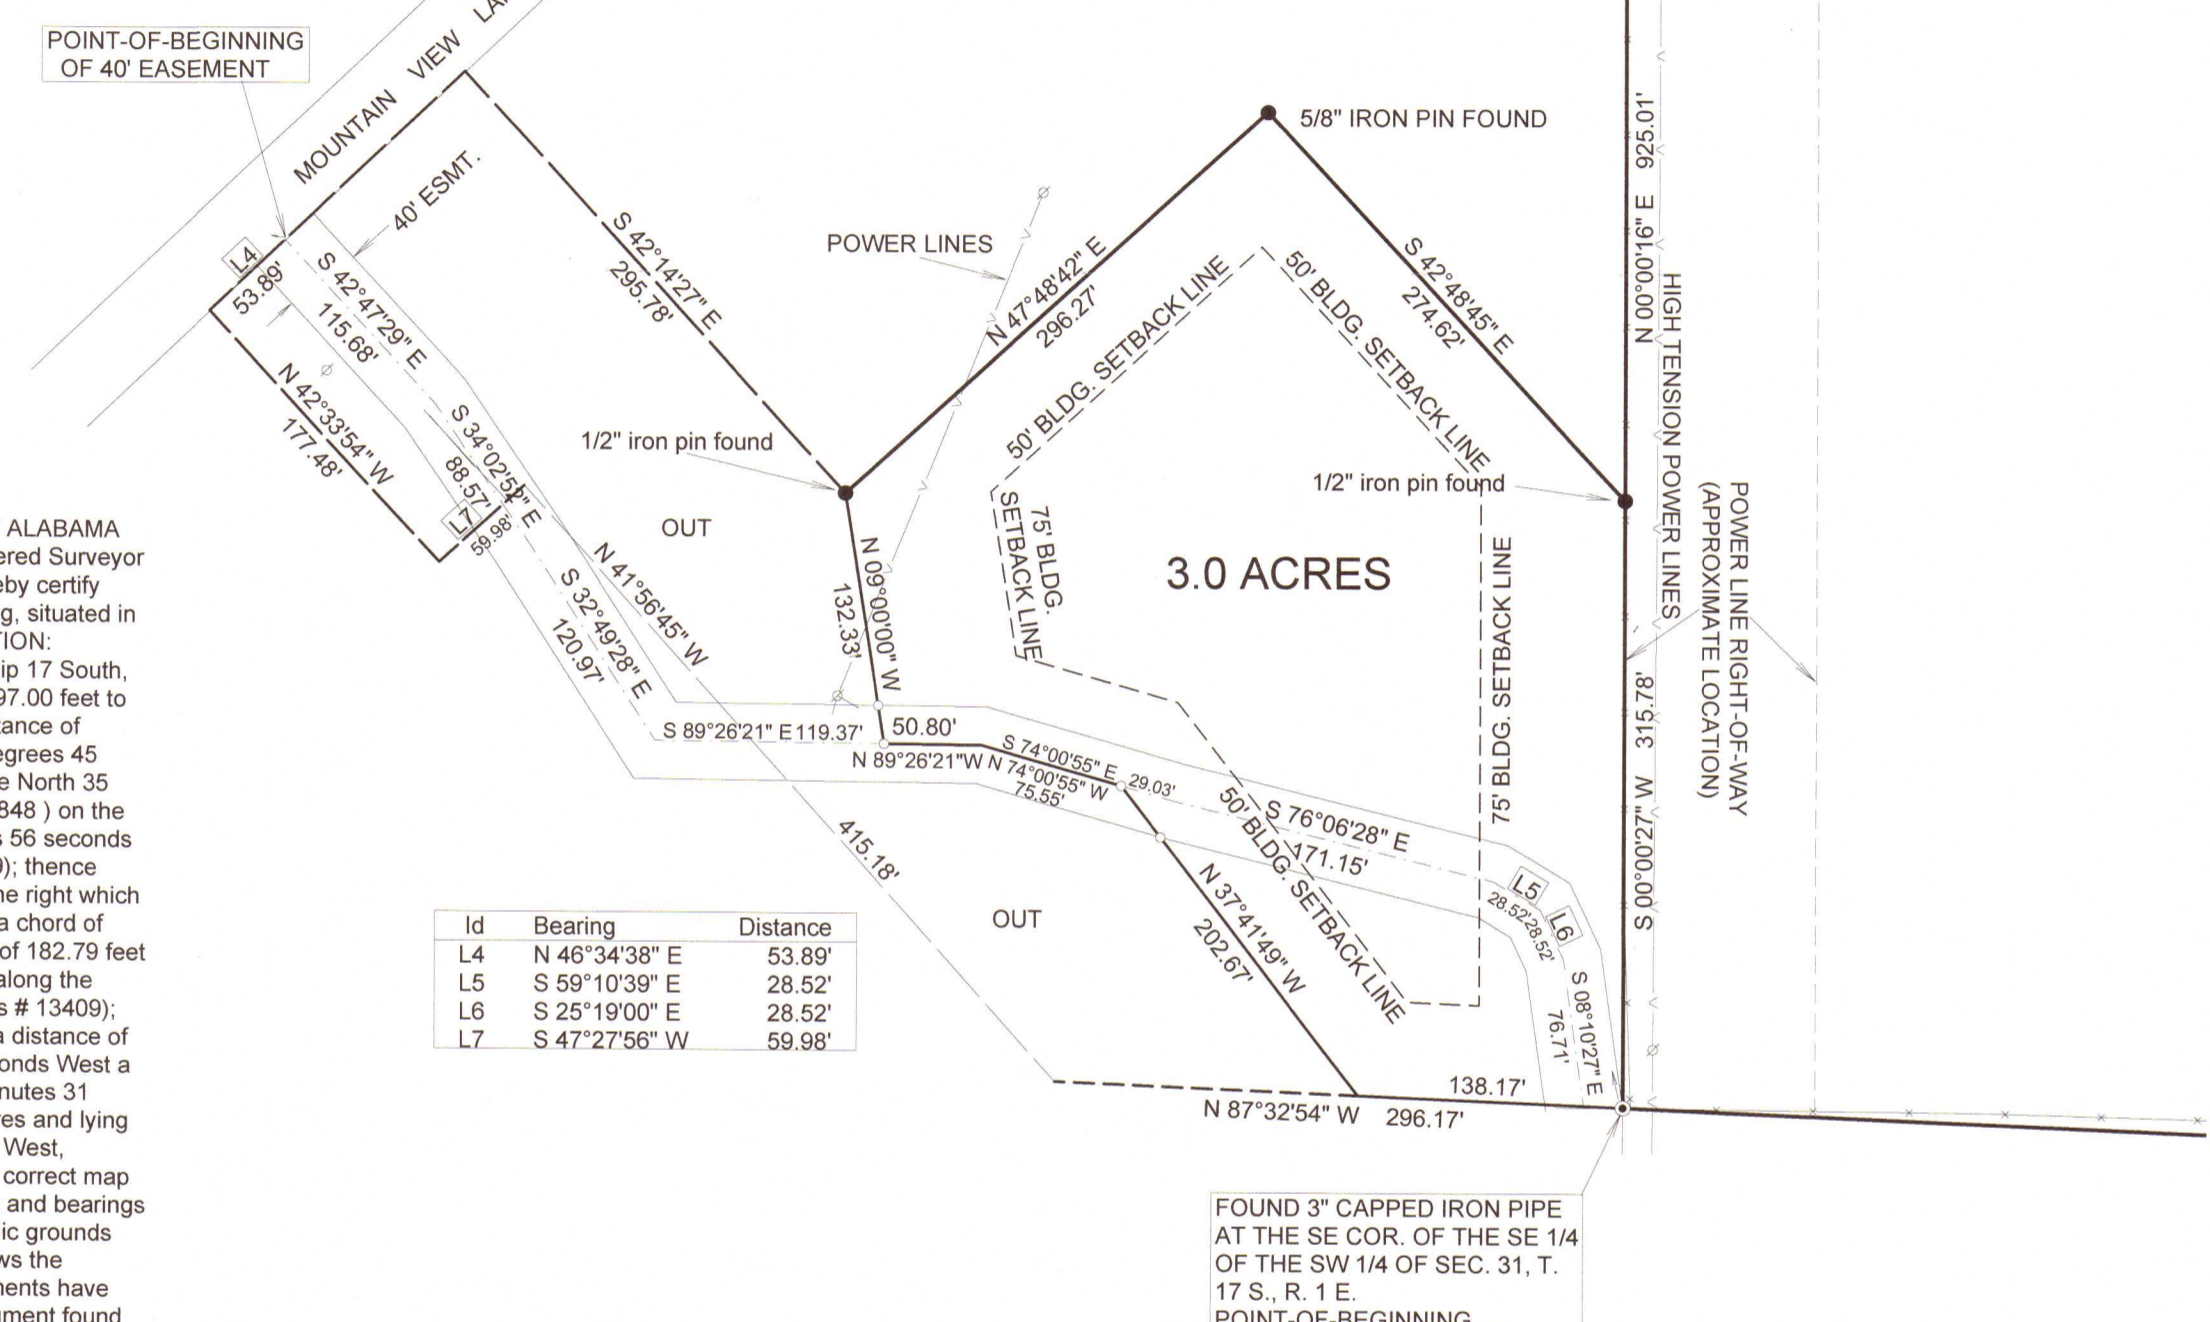 POINT-OF-BEGINNING
OF 40' EASEMENT
MOUNTAIN VIEW
40' ESMT.
L4
53.89'
S 42°47'29" E
115.68'
N 42°33'54" W
177.48'
S 34°02'52" E
88.57'
L7
59.98'
S 42°14'27" E
295.78'
1/2" iron pin found
OUT
POWER LINES
N 47°48'42" E
296.27'
5/8" IRON PIN FOUND
S 42°48'45" E
274.62'
50' BLDG. SETBACK LINE
50' BLDG. SETBACK LINE
1/2" iron pin found
75' BLDG.
SETBACK LINE
3.0 ACRES
75' BLDG. SETBACK LINE
N 00°00'16" E 925.01'
HIGH TENSION POWER LINES
POWER LINE RIGHT-OF-WAY
(APPROXIMATE LOCATION)
S 00°00'27" W 315.78'
N 09°00'00" W
132.33'
N 41°56'45" W
415.18'
S 32°49'28" E
120.97'
S 89°26'21" E 119.37'
50.80'
N 89°26'21"W
S 74°00'55" E
N 74°00'55" W
75.55'
29.03'
S 76°06'28" E
171.15'
50' BLDG. SETBACK LINE
N 37°41'49" W
202.67'
L5
28.52'
L6
28.52'
S 08°10'27" E
76.71'
OUT
138.17'
N 87°32'54" W 296.17'
Id Bearing Distance
L4 N 46°34'38" E 53.89'
L5 S 59°10'39" E 28.52'
L6 S 25°19'00" E 28.52'
L7 S 47°27'56" W 59.98'
FOUND 3" CAPPED IRON PIPE
AT THE SE COR. OF THE SE 1/4
OF THE SW 1/4 OF SEC. 31, T.
17 S., R. 1 E.
POINT-OF-BEGINNING
ALABAMA
ered Surveyor
eby certify
g, situated in
TION:
ip 17 South,
97.00 feet to
tance of
egrees 45
e North 35
848 ) on the
s 56 seconds
9); thence
he right which
a chord of
of 182.79 feet
along the
s # 13409);
a distance of
onds West a
nutes 31
res and lying
West,
correct map
and bearings
ic grounds
ws the
ments have
ument found